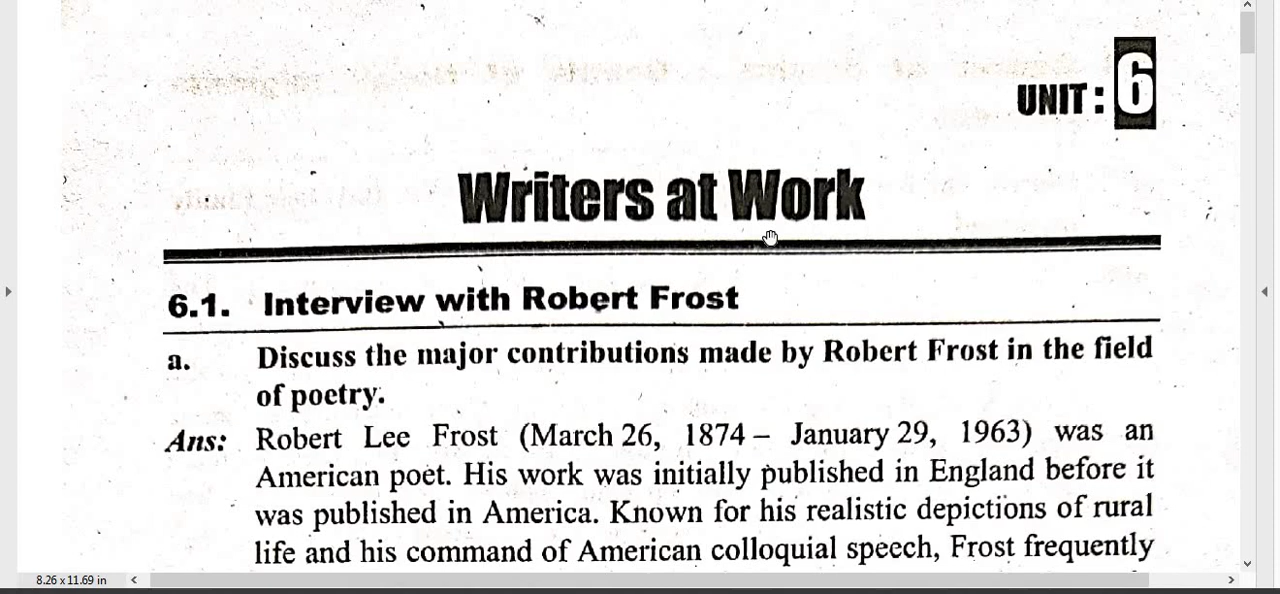 UNIT: 6
Writers at Work
6.1. Interview with Robert Frost
a. Discuss the major contributions made by Robert Frost in the field
of poetry.
Ans: Robert Lee Frost (March 26, 1874 – January 29, 1963) was an
American poet. His work was initially published in England before it
was published in America. Known for his realistic depictions of rural
life and his command of American colloquial speech, Frost frequently
8.26 x 11.69 in